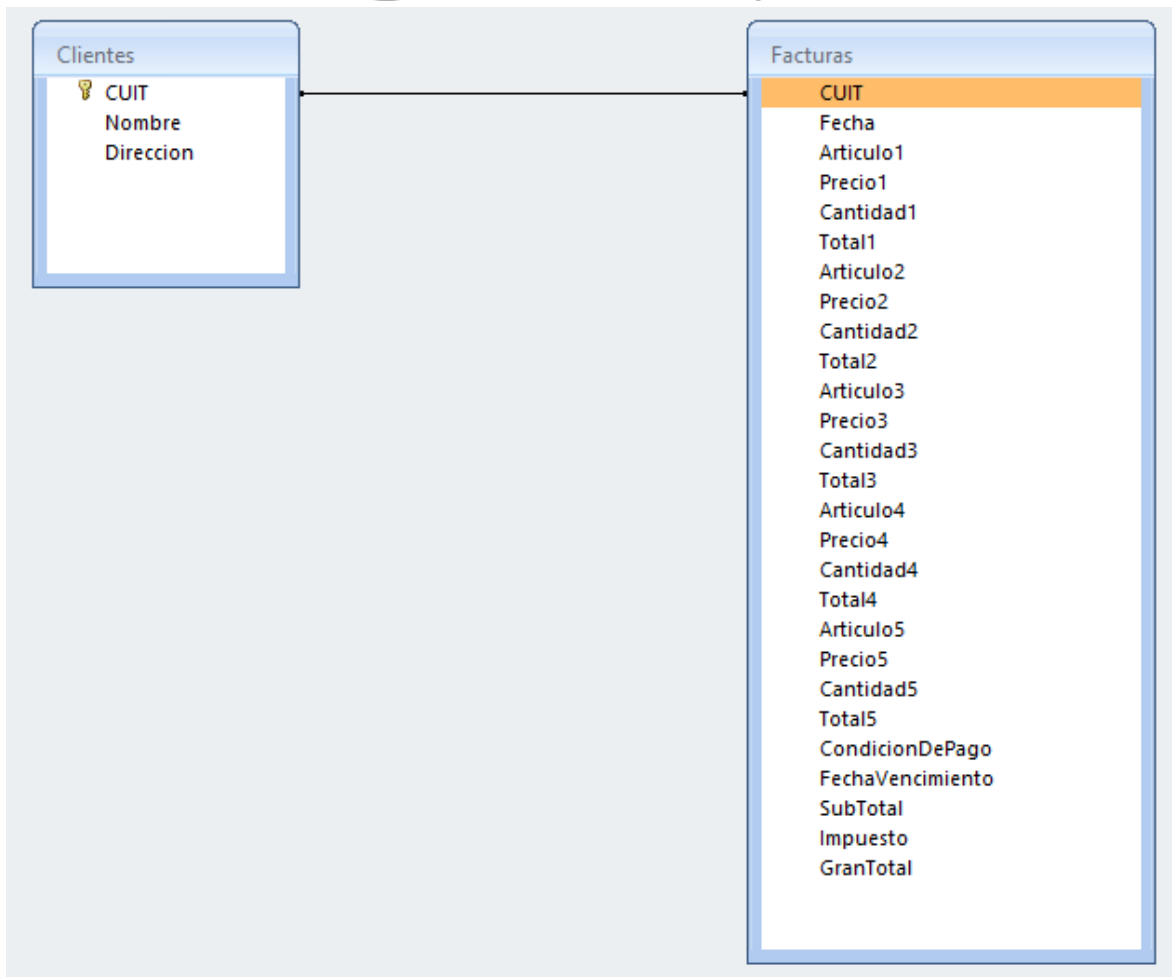 Clientes
CUIT
Nombre
Direccion
Facturas
CUIT
Fecha
Articulo1
Precio1
Cantidad1
Total1
Articulo2
Precio2
Cantidad2
Total2
Articulo3
Precio3
Cantidad3
Total3
Articulo4
Precio4
Cantidad4
Total4
Articulo5
Precio5
Cantidad5
Total5
CondicionDePago
FechaVencimiento
SubTotal
Impuesto
GranTotal